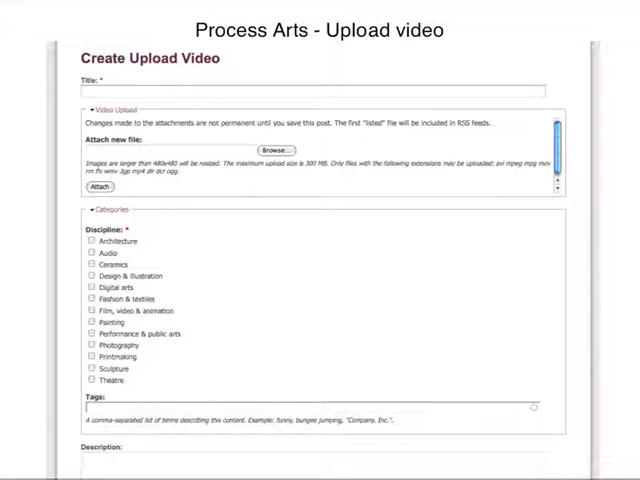 Process Arts - Upload video
Create Upload Video
Title: *
Video Upload
Changes made to the attachments are not permanent until you save this post. The first "listed" file will be included in RSS feeds.
Attach new file:
Browse...
Images are larger than 480x480 will be resized. The maximum upload size is 300 MB. Only files with the following extensions may be uploaded: avi mpeg mpg mov
rm flv wmv 3gp mp4 dir dcr ogg.
Attach
Categories
Discipline: *
Architecture
Audio
Ceramics
Design & illustration
Digital arts
Fashion & textiles
Film, video & animation
Painting
Performance & public arts
Photography
Printmaking
Sculpture
Theatre
Tags:
A comma-separated list of terms describing this content. Example: funny, bungee jumping, "Company, Inc.".
Description: